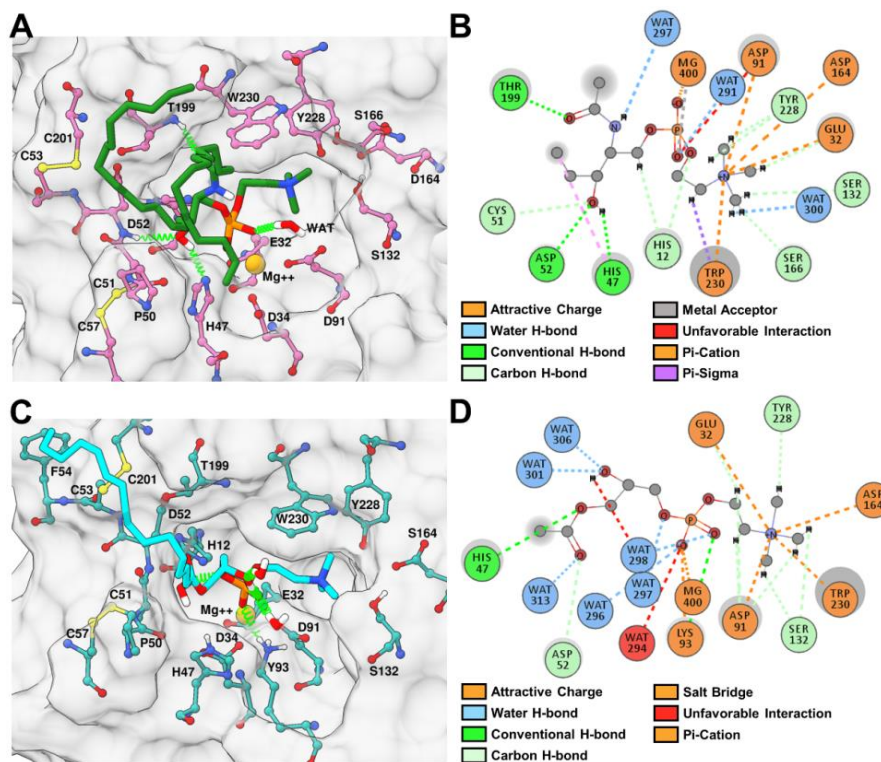 A
T199
W230
Y228
S166
C201
C53
D164
D52
WAT
E32
S132
C51
Mg++
P50
C57
H47
D34
D91
B
WAT 297
MG 400
ASP 91
WAT 291
ASP 164
TYR 228
THR 199
GLU 32
SER 132
CYS 51
WAT 300
ASP 52
HIS 12
HIS 47
TRP 230
SER 166
Attractive Charge
Metal Acceptor
Water H-bond
Unfavorable Interaction
Conventional H-bond
Pi-Cation
Carbon H-bond
Pi-Sigma
C
F54
C53
C201
T199
D52
W230
Y228
S164
H12
E32
Mg++
C51
C57
P50
D34
D91
H47
Y93
S132
D
TYR 228
GLU 32
WAT 306
WAT 301
ASP 164
HIS 47
WAT 298
WAT 297
MG 400
WAT 313
WAT 296
LYS 93
ASP 91
TRP 230
WAT 294
SER 132
ASP 52
Attractive Charge
Salt Bridge
Water H-bond
Unfavorable Interaction
Conventional H-bond
Pi-Cation
Carbon H-bond